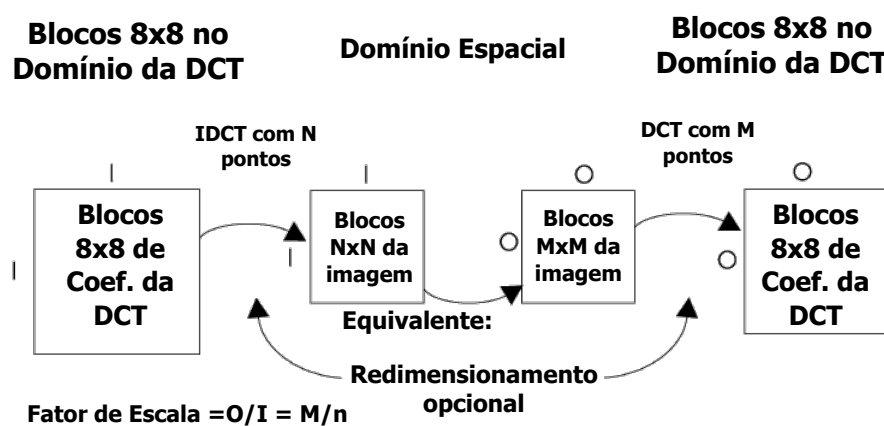 Blocos 8x8 no
Domínio da DCT
Domínio Espacial
Blocos 8x8 no
Domínio da DCT
IDCT com N
pontos
DCT com M
pontos
I
I
O
O
Blocos
8x8 de
Coef. da
DCT
I
I
Blocos
NxN da
imagem
O
O
Blocos
MxM da
imagem
Blocos
8x8 de
Coef. da
DCT
Equivalente:
Redimensionamento
opcional
Fator de Escala =O/I = M/n